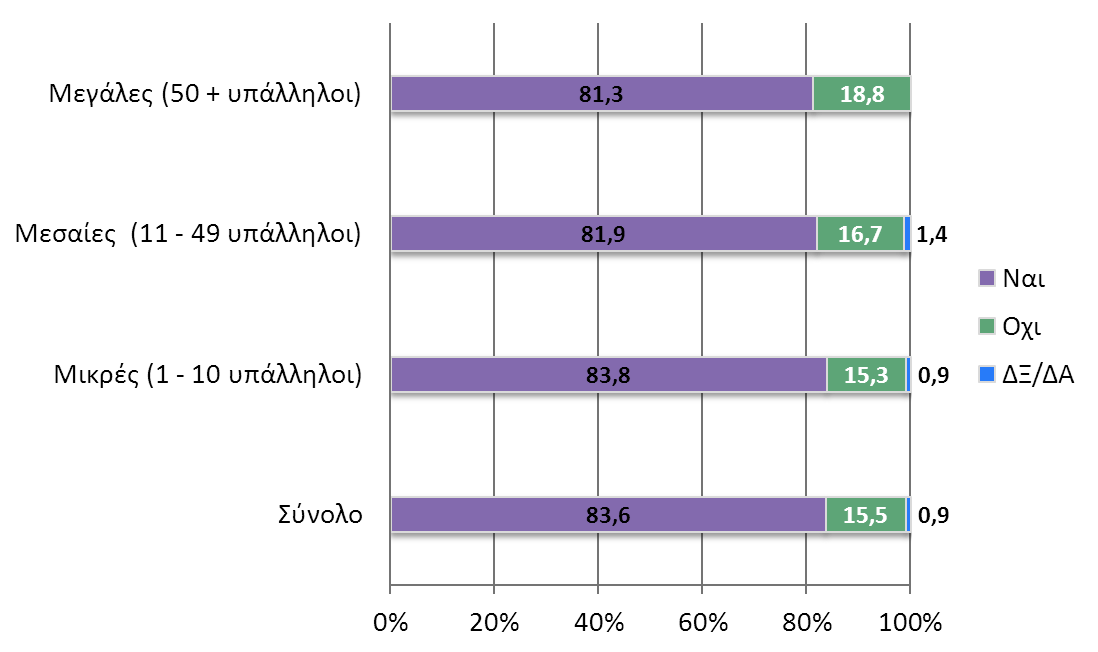 Μεγάλες (50 + υπάλληλοι)
81,3 18,8
Μεσαίες (11 - 49 υπάλληλοι)
81,9 16,7 1,4
Μικρές (1 - 10 υπάλληλοι)
83,8 15,3 0,9
Σύνολο
83,6 15,5 0,9
0% 20% 40% 60% 80% 100%
Ναι
Οχι
ΔΞ/ΔΑ